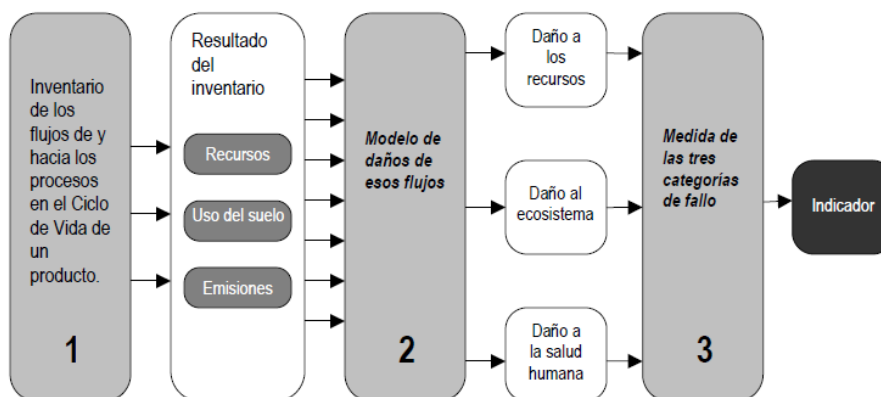 Inventario
de los
flujos de y
hacia los
procesos
en el Ciclo
de Vida de
un
producto.
1
Resultado
del
inventario
Recursos
Uso del suelo
Emisiones
Modelo de
daños de
esos flujos
2
Daño a
los
recursos
Daño al
ecosistema
Daño a
la salud
humana
Medida de
las tres
categorías
de fallo
3
Indicador